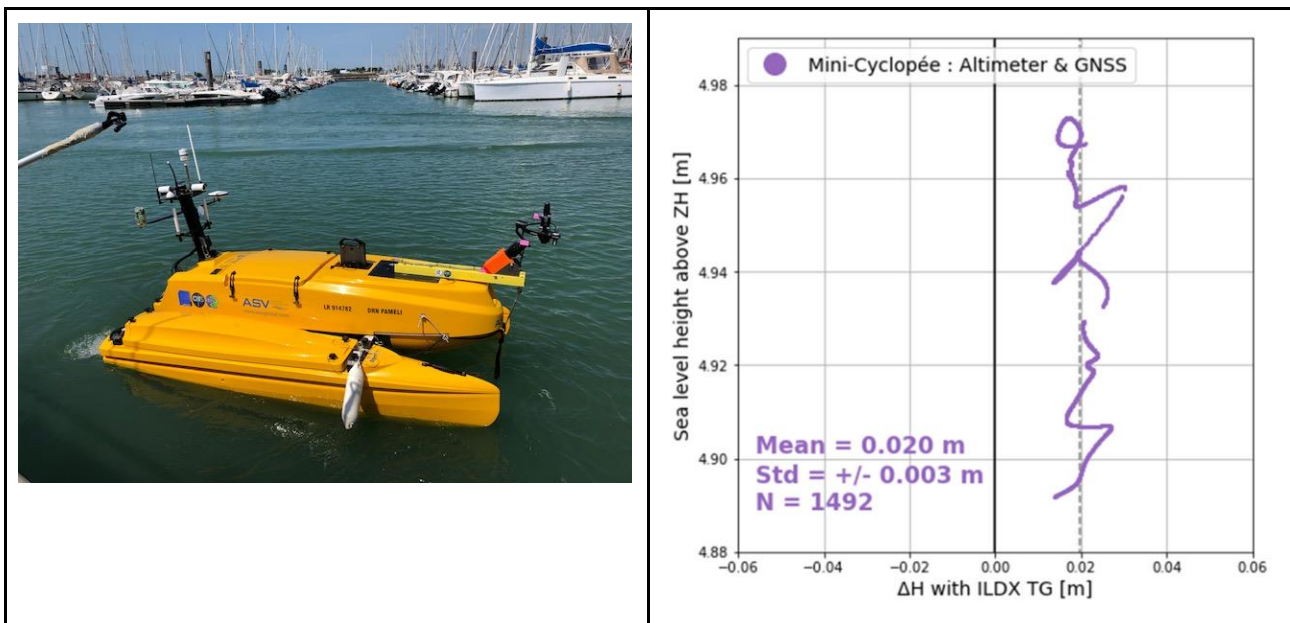 ASV
LR 914762 DRN PAMELI
Mini-Cyclopée : Altimeter & GNSS
Sea level height above ZH [m]
4.98
4.96
4.94
4.92
4.90
4.88
Mean = 0.020 m
Std = +/- 0.003 m
N = 1492
−0.06 −0.04 −0.02 0.00 0.02 0.04 0.06
ΔH with ILDX TG [m]